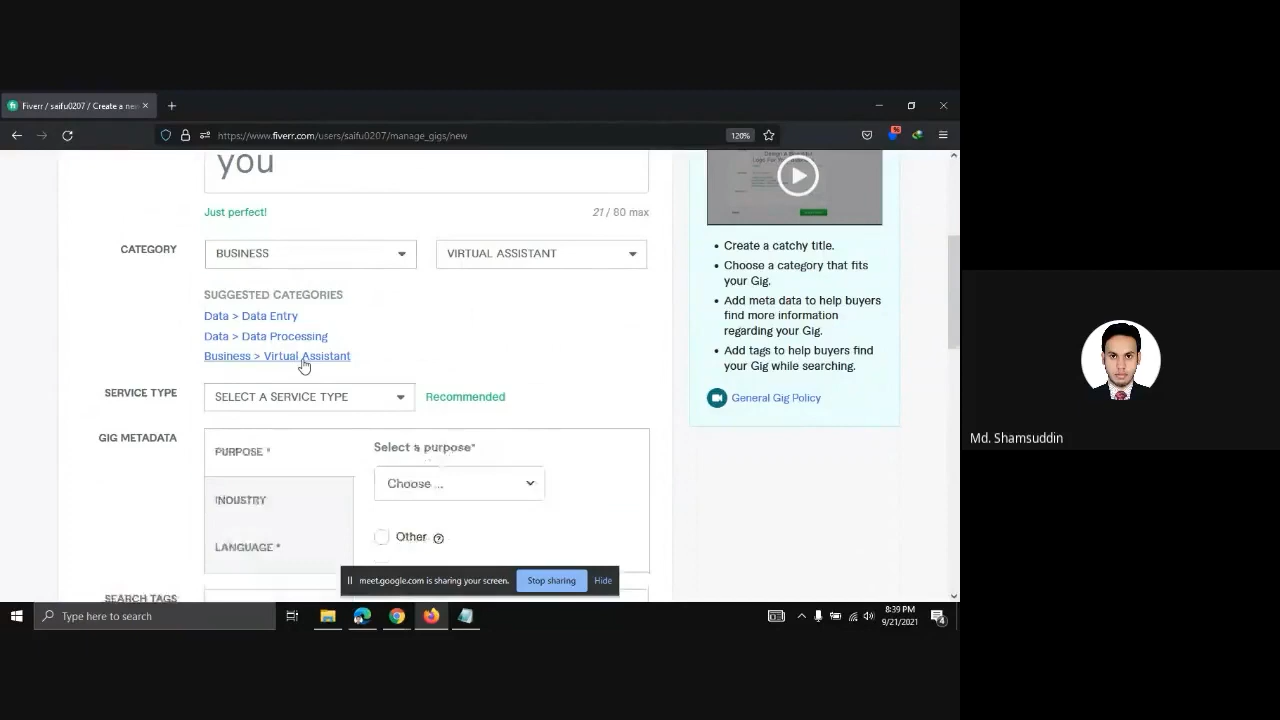 Fiverr / saifu0207 / Create a new
https://www.fiverr.com/users/saifu0207/manage_gigs/new
120%
you
Just perfect!
21 / 80 max
CATEGORY
BUSINESS
VIRTUAL ASSISTANT
SUGGESTED CATEGORIES
Data > Data Entry
Data > Data Processing
Business > Virtual Assistant
SERVICE TYPE
SELECT A SERVICE TYPE
Recommended
GIG METADATA
PURPOSE *
Select a purpose*
Choose ...
INDUSTRY
Other
LANGUAGE *
SEARCH TAGS
• Create a catchy title.
• Choose a category that fits
your Gig.
• Add meta data to help buyers
find more information
regarding your Gig.
• Add tags to help buyers find
your Gig while searching.
General Gig Policy
meet.google.com is sharing your screen.
Stop sharing
Hide
Md. Shamsuddin
Type here to search
8:39 PM
9/21/2021
4